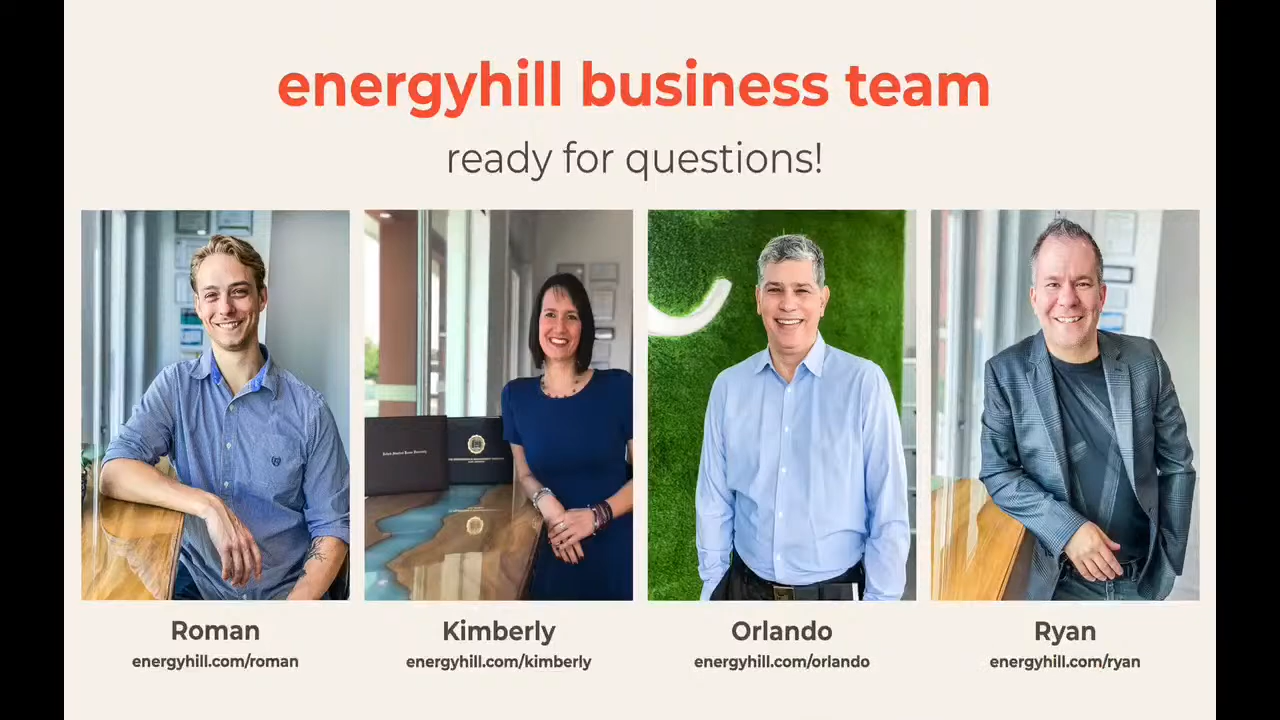 energyhill business team
ready for questions!
Roman
Kimberly
Orlando
Ryan
energyhill.com/roman
energyhill.com/kimberly
energyhill.com/orlando
energyhill.com/ryan